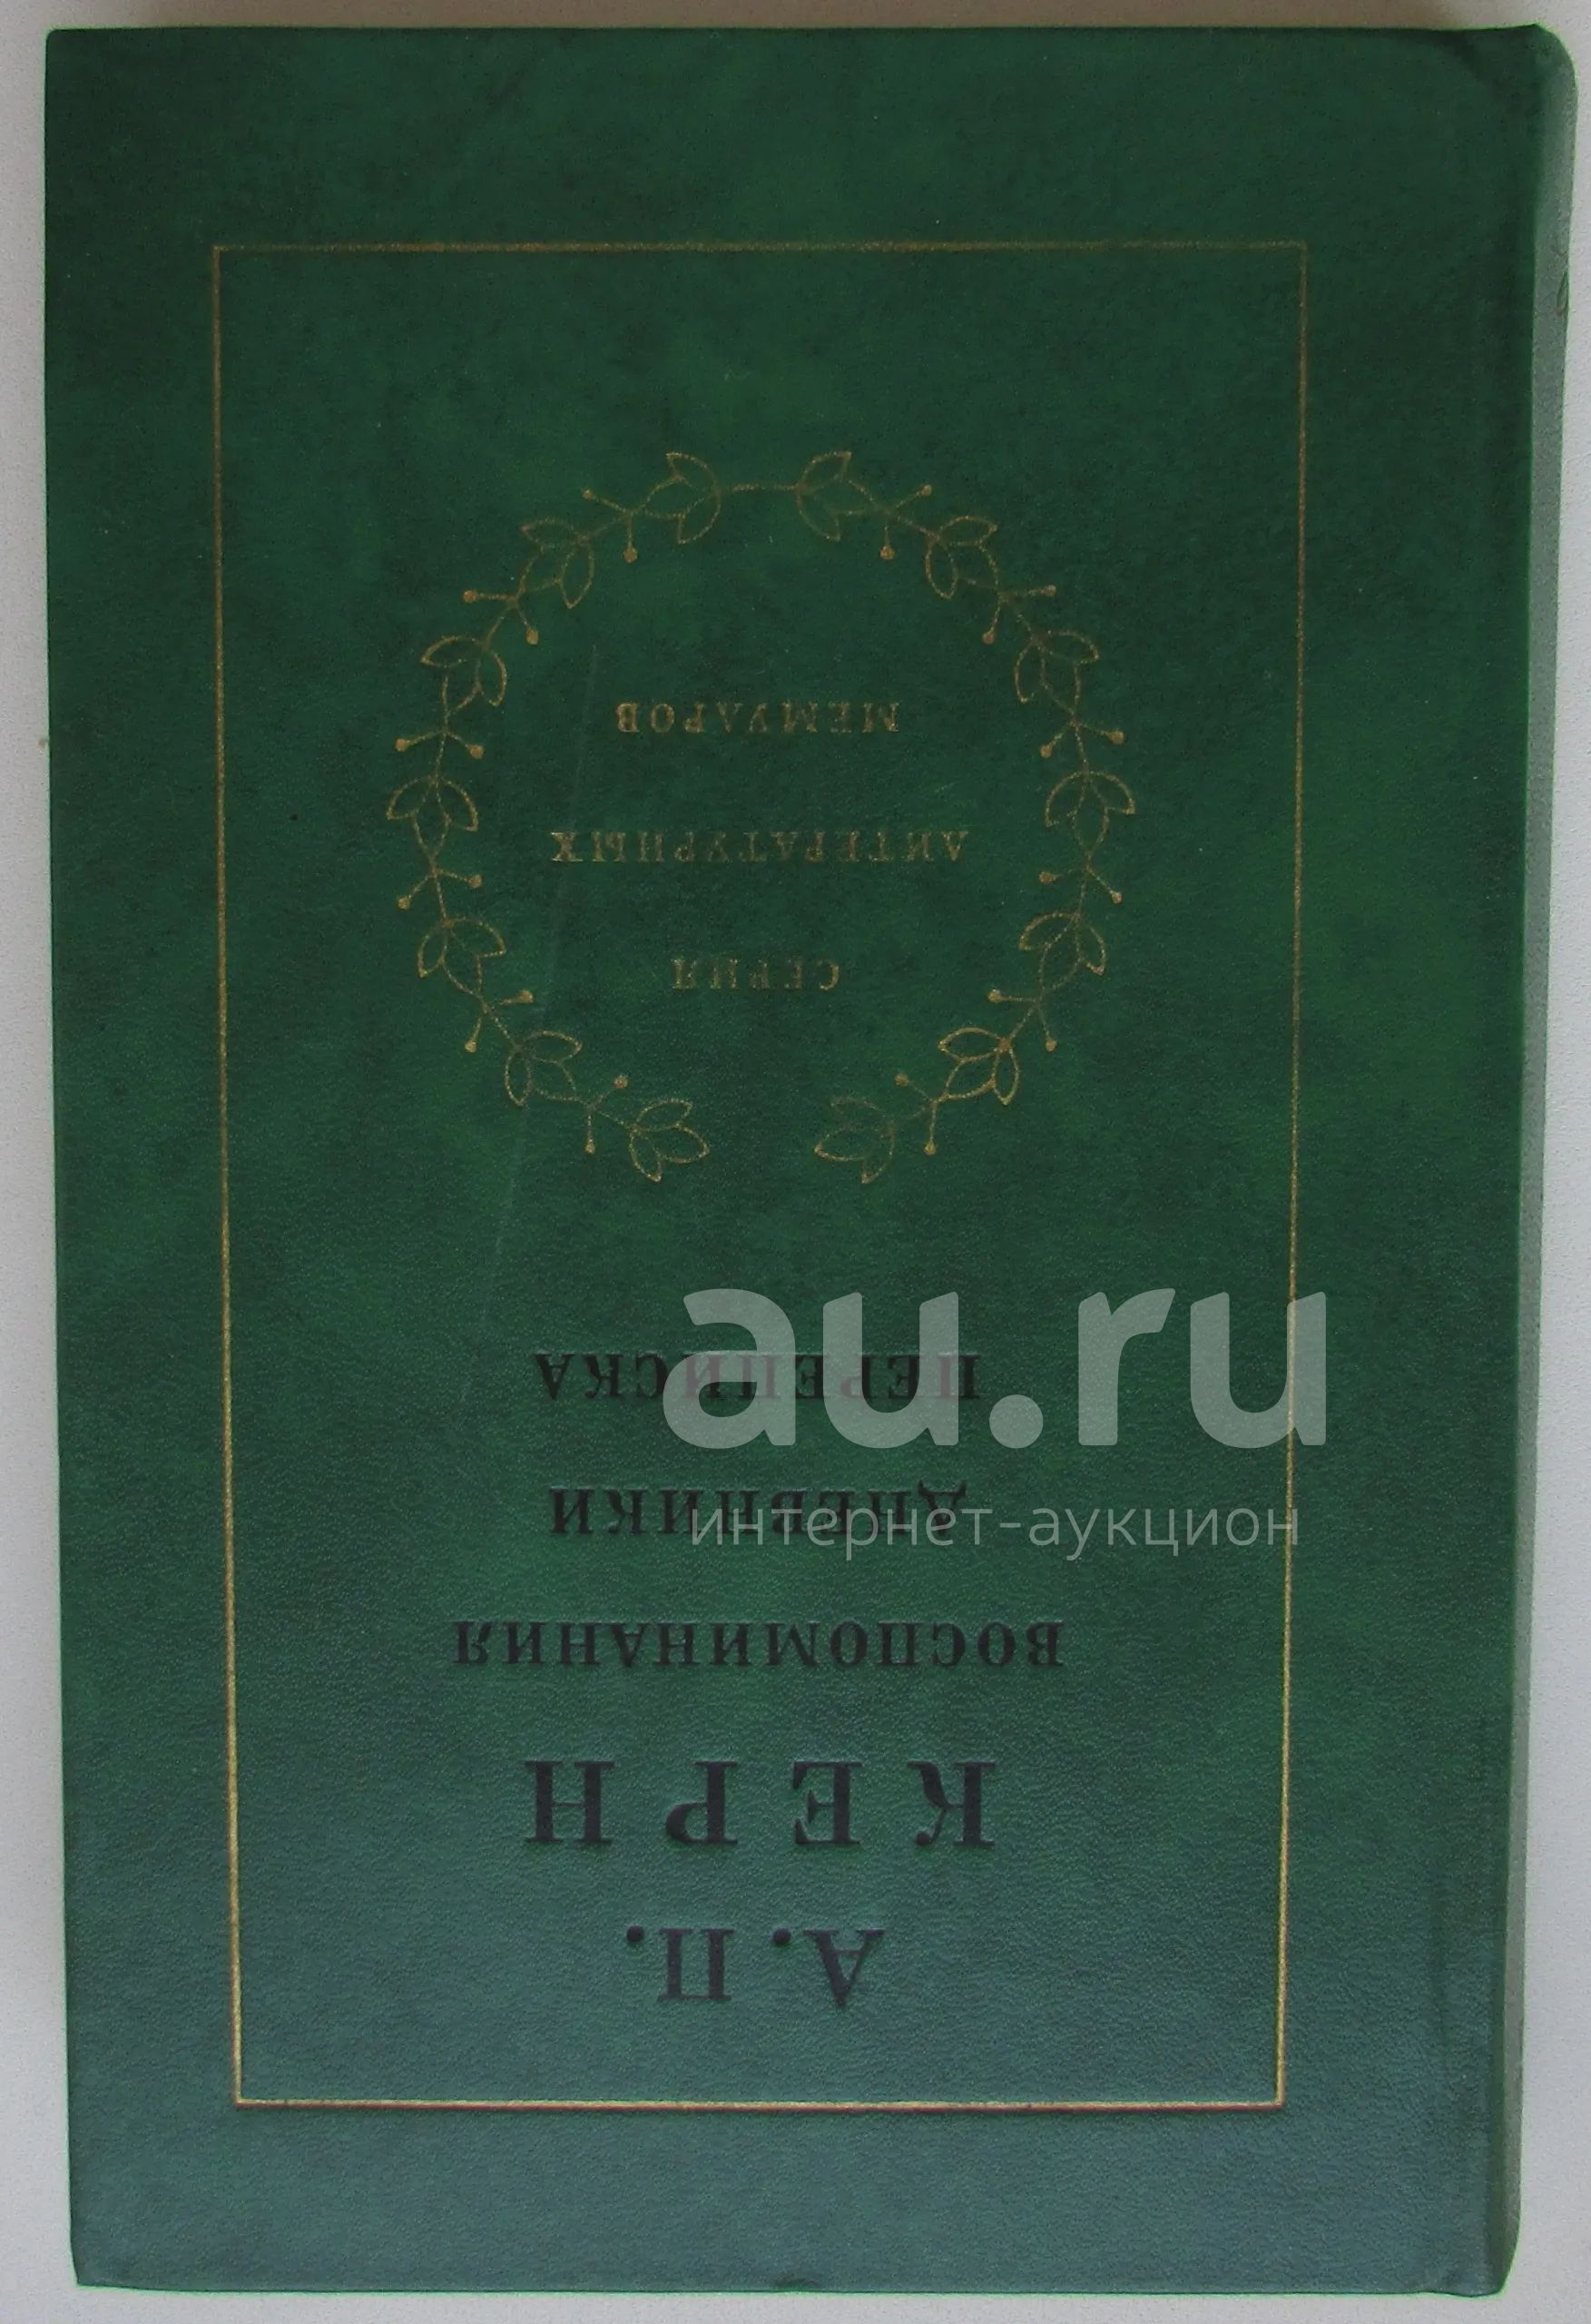 А. П.
КЕРН
ВОСПОМИНАНИЯ
ДНЕВНИКИ
ПЕРЕПИСКА
СЕРИЯ
ЛИТЕРАТУРНЫХ
МЕМУАРОВ
au.ru
интернет-аукцион